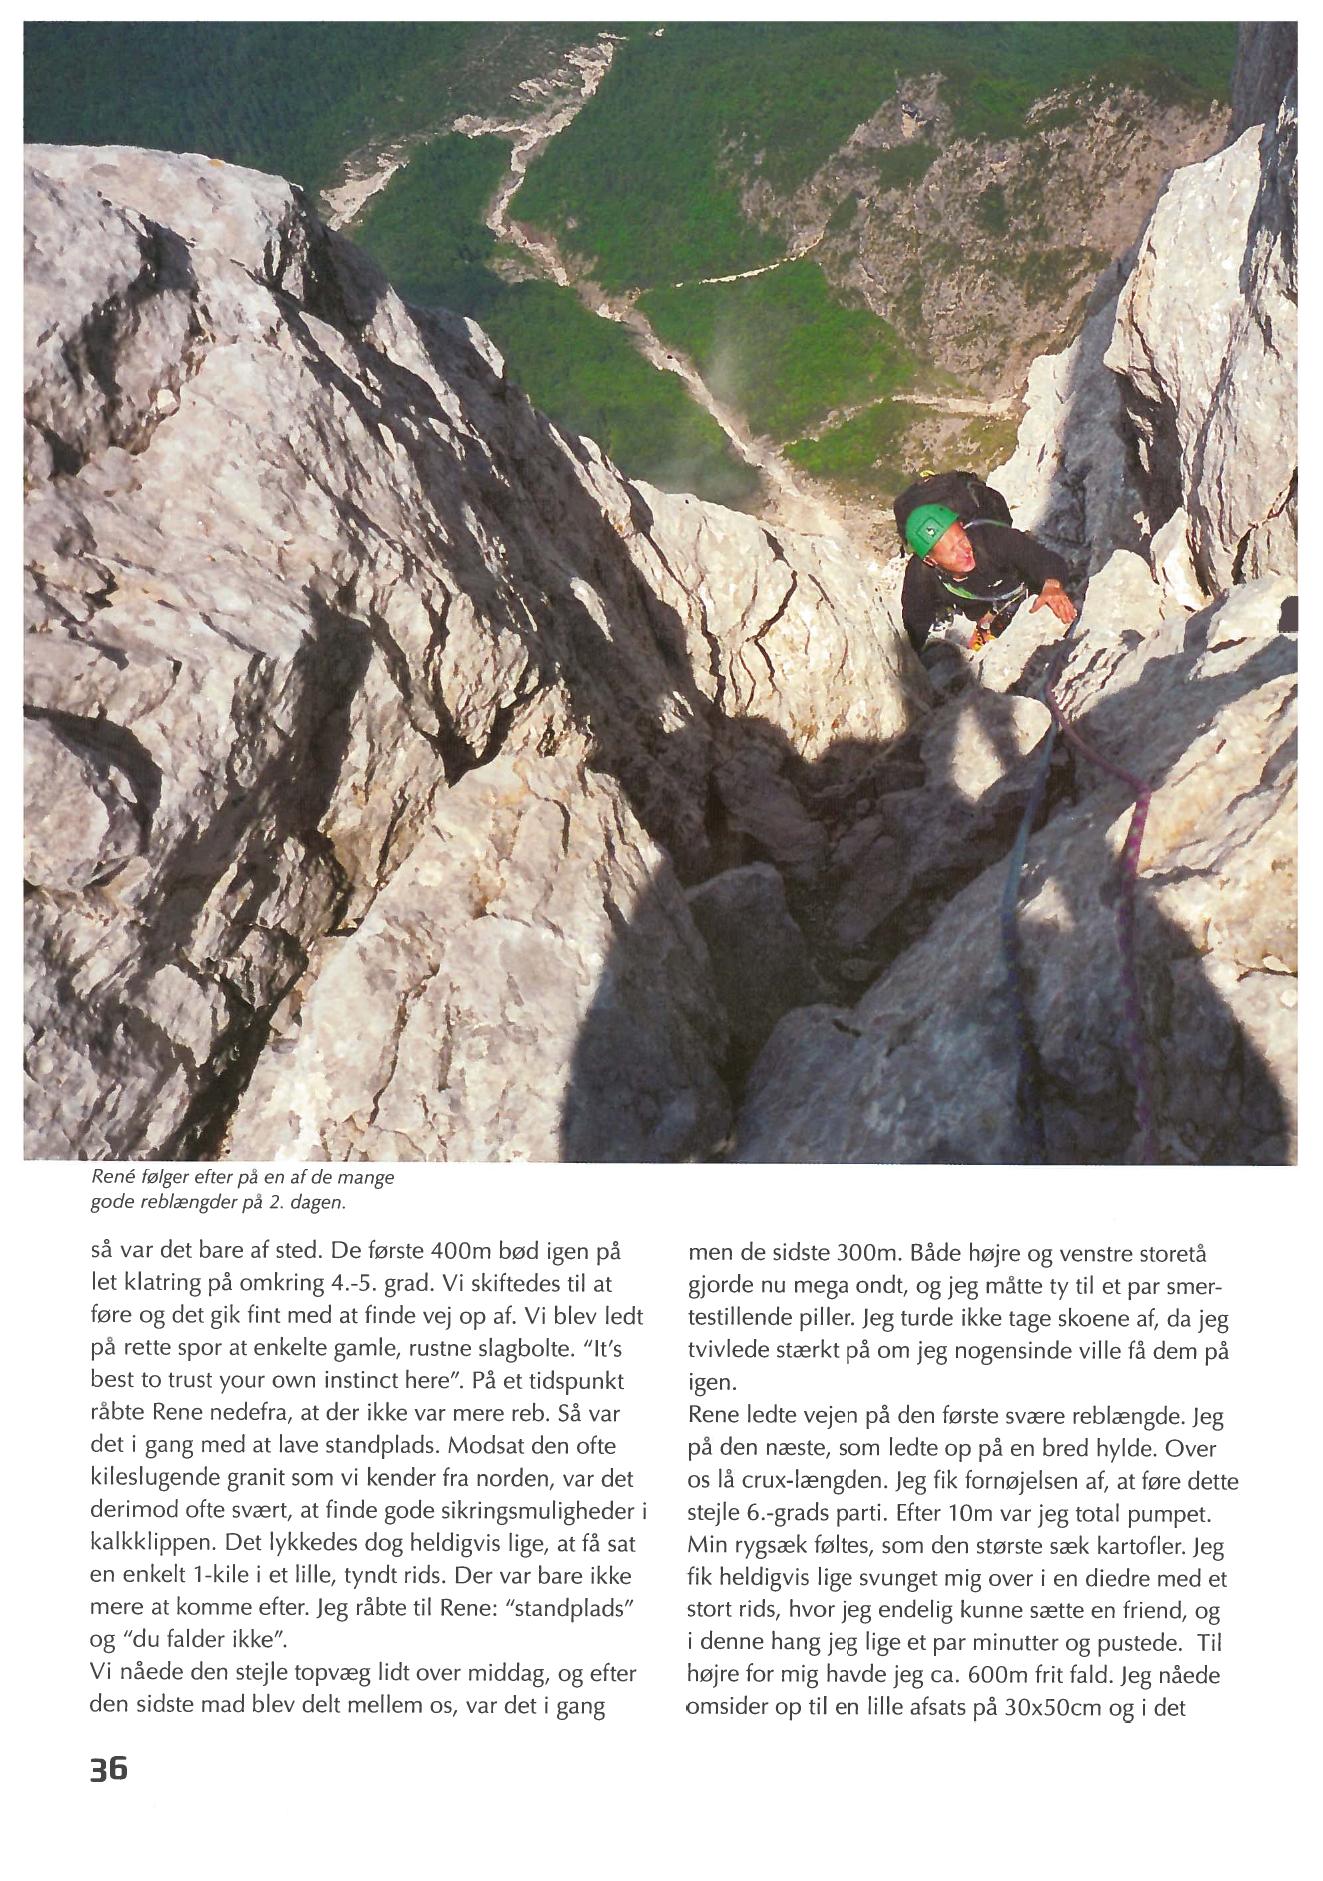 René følger efter på en af de mange
gode reblængder på 2. dagen.
så var det bare af sted. De første 400m bød igen på
let klatring på omkring 4.-5. grad. Vi skiftedes til at
føre og det gik fint med at finde vej op af. Vi blev ledt
på rette spor at enkelte gamle, rustne slagbolte. “It’s
best to trust your own instinct here”. På et tidspunkt
råbte Rene nedefra, at der ikke var mere reb. Så var
det i gang med at lave standplads. Modsat den ofte
kileslugende granit som vi kender fra norden, var det
derimod ofte svært, at finde gode sikringsmuligheder i
kalkklippen. Det lykkedes dog heldigvis lige, at få sat
en enkelt 1-kile i et lille, tyndt rids. Der var bare ikke
mere at komme efter. Jeg råbte til Rene: “standplads”
og “du falder ikke”.
Vi nåede den stejle topvæg lidt over middag, og efter
den sidste mad blev delt mellem os, var det i gang
men de sidste 300m. Både højre og venstre storetå
gjorde nu mega ondt, og jeg måtte ty til et par smer-
testillende piller. Jeg turde ikke tage skoene af, da jeg
tvivlede stærkt på om jeg nogensinde ville få dem på
igen.
Rene ledte vejen på den første svære reblængde. Jeg
på den næste, som ledte op på en bred hylde. Over
os lå crux-længden. Jeg fik fornøjelsen af, at føre dette
stejle 6.-grads parti. Efter 10m var jeg total pumpet.
Min rygsæk føltes, som den største sæk kartofler. Jeg
fik heldigvis lige svunget mig over i en diedre med et
stort rids, hvor jeg endelig kunne sætte en friend, og
i denne hang jeg lige et par minutter og pustede. Til
højre for mig havde jeg ca. 600m frit fald. Jeg nåede
omsider op til en lille afsats på 30x50cm og i det
36